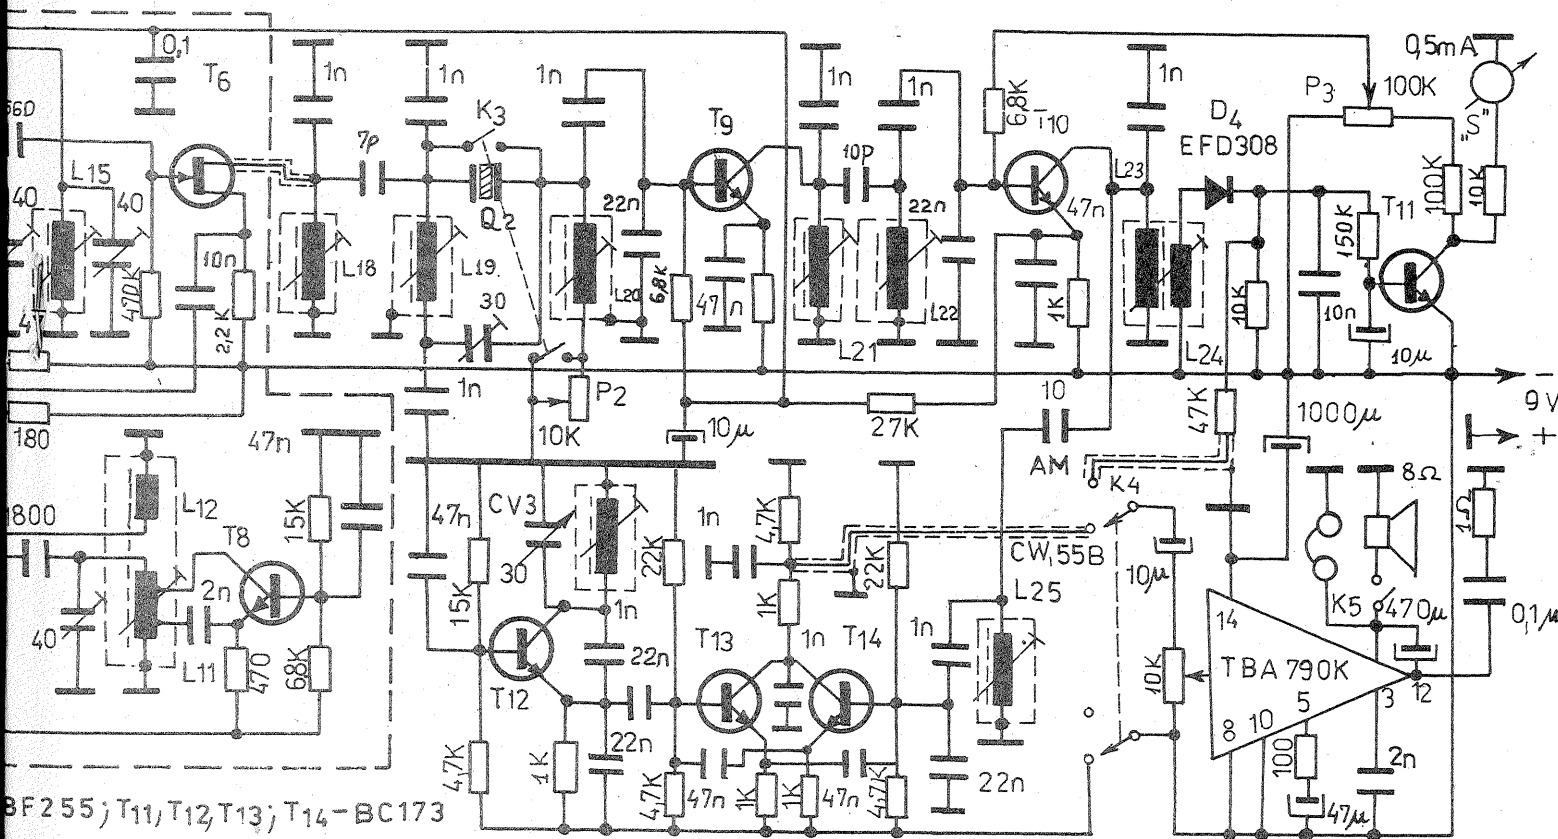 0,1
T6
1n
1n
1n
K3
T9
1n
1n
6,8K
T10
1n
D4
EFD308
P3
100K
0,5mA
"S"
560
L15
40
40
7p
Q2
22n
10p
22n
47n
L23
T11
100K
10K
150K
470K
10n
2,2K
L18
L19
30
L20
6,8K
47n
L21
L22
1K
L24
10K
10n
10µ
180
1n
P2
10K
10µ
27K
10
AM
47K
1000µ
- 9V
+
47n
L12
15K
T8
1800
2n
40
L11
470
68K
47n
CV3
15K
30
1n
22K
1n
4,7K
1K
22K
CW,55B
K4
L25
10µ
8Ω
1Ω
K5
470µ
0,1µ
T12
22n
22n
T13
1n
T14
1n
22n
10K
14
TBA 790K
5
3
12
8
10
4,7K
1K
4,7K
47n
1K
1K
47n
4,7K
100
47µ
2n
BF255; T11, T12, T13; T14-BC173